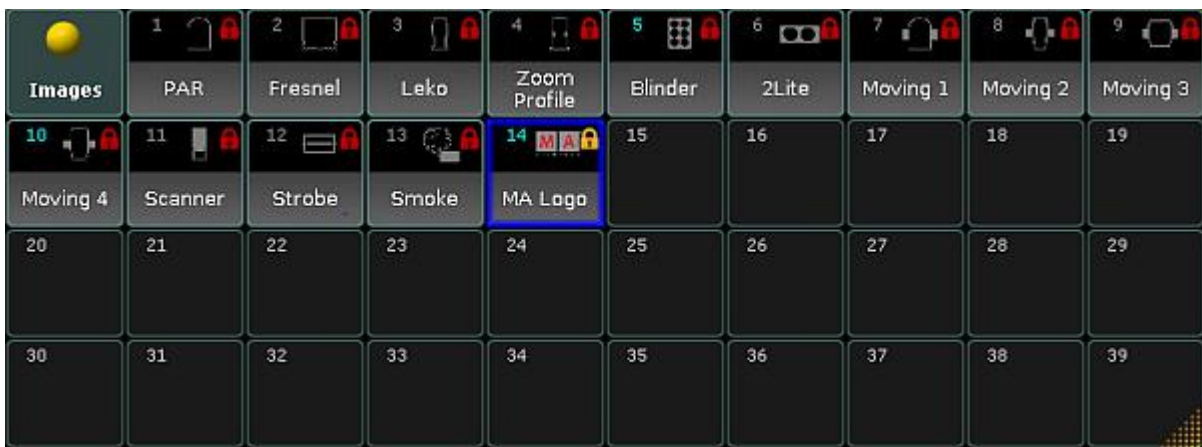 1 2 3 4 5 6 7 8 9
Images PAR Fresnel Leko Zoom Profile Blinder 2Lite Moving 1 Moving 2 Moving 3
10 11 12 13 14 MA 15 16 17 18 19
Moving 4 Scanner Strobe Smoke MA Logo
20 21 22 23 24 25 26 27 28 29
30 31 32 33 34 35 36 37 38 39